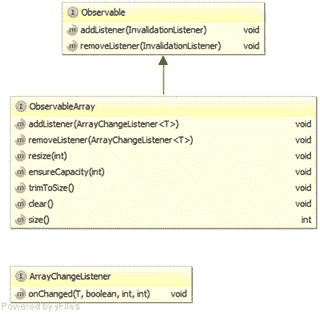 I Observable
m addListener(InvalidationListener) void
m removeListener(InvalidationListener) void
I ObservableArray
m addListener(ArrayChangeListener<T>) void
m removeListener(ArrayChangeListener<T>) void
m resize(int) void
m ensureCapacity(int) void
m trimToSize() void
m clear() void
m size() int
I ArrayChangeListener
m onChanged(T, boolean, int, int) void
Powered by yFiles